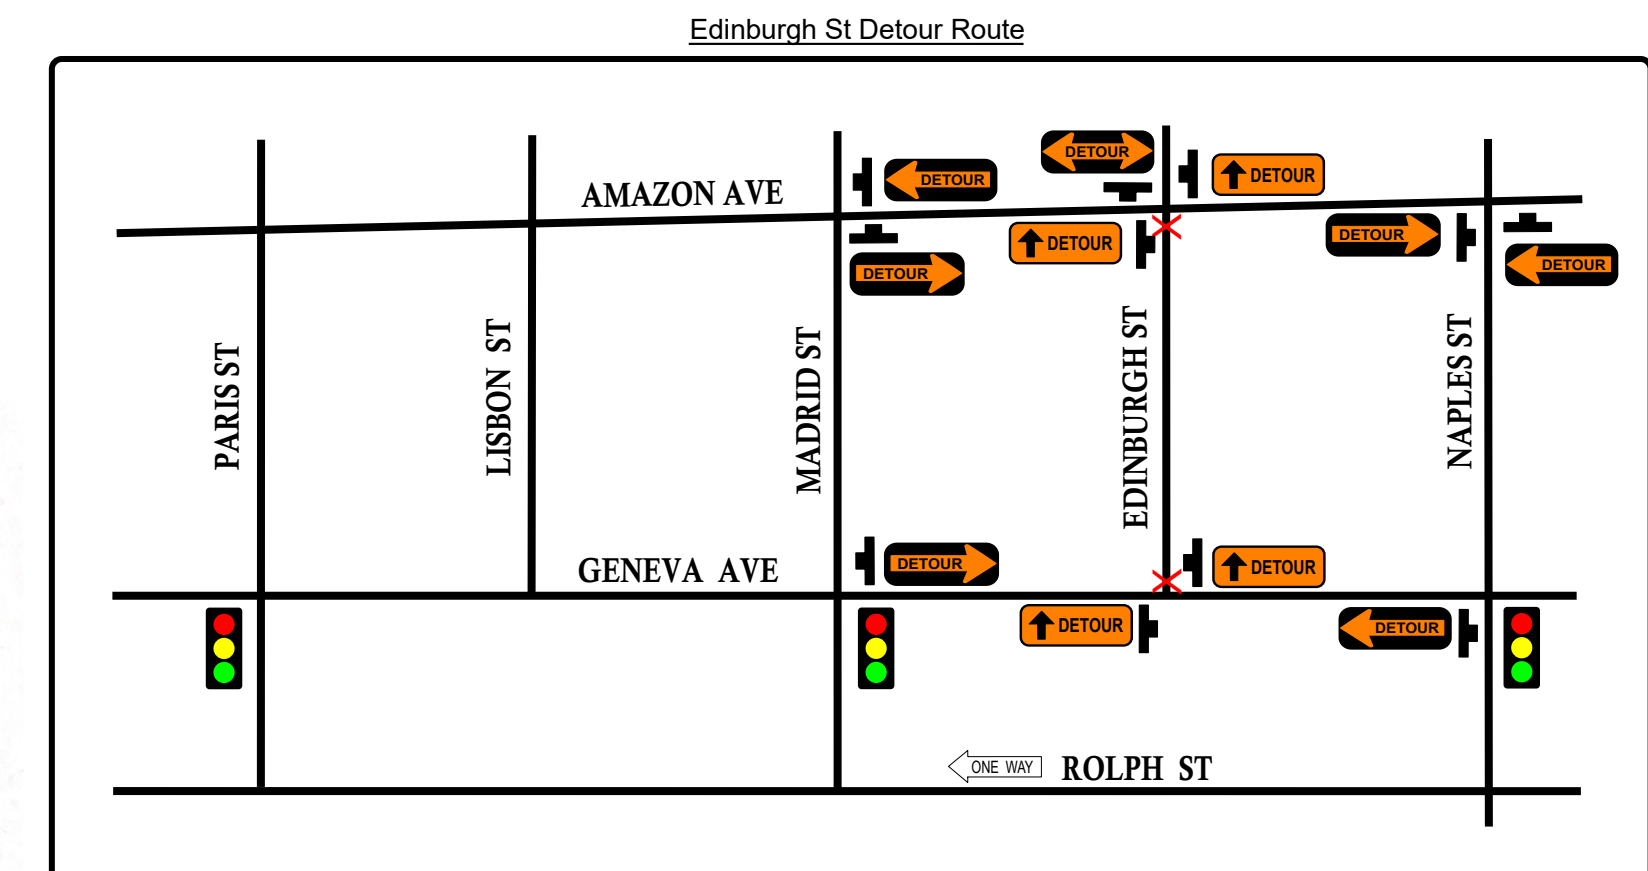 Edinburgh St Detour Route
DETOUR
DETOUR
DETOUR
AMAZON AVE
DETOUR
DETOUR
DETOUR
DETOUR
DETOUR
PARIS ST
LISBON ST
MADRID ST
EDINBURGH ST
NAPLES ST
GENEVA AVE
DETOUR
DETOUR
DETOUR
DETOUR
ONE WAY
ROLPH ST